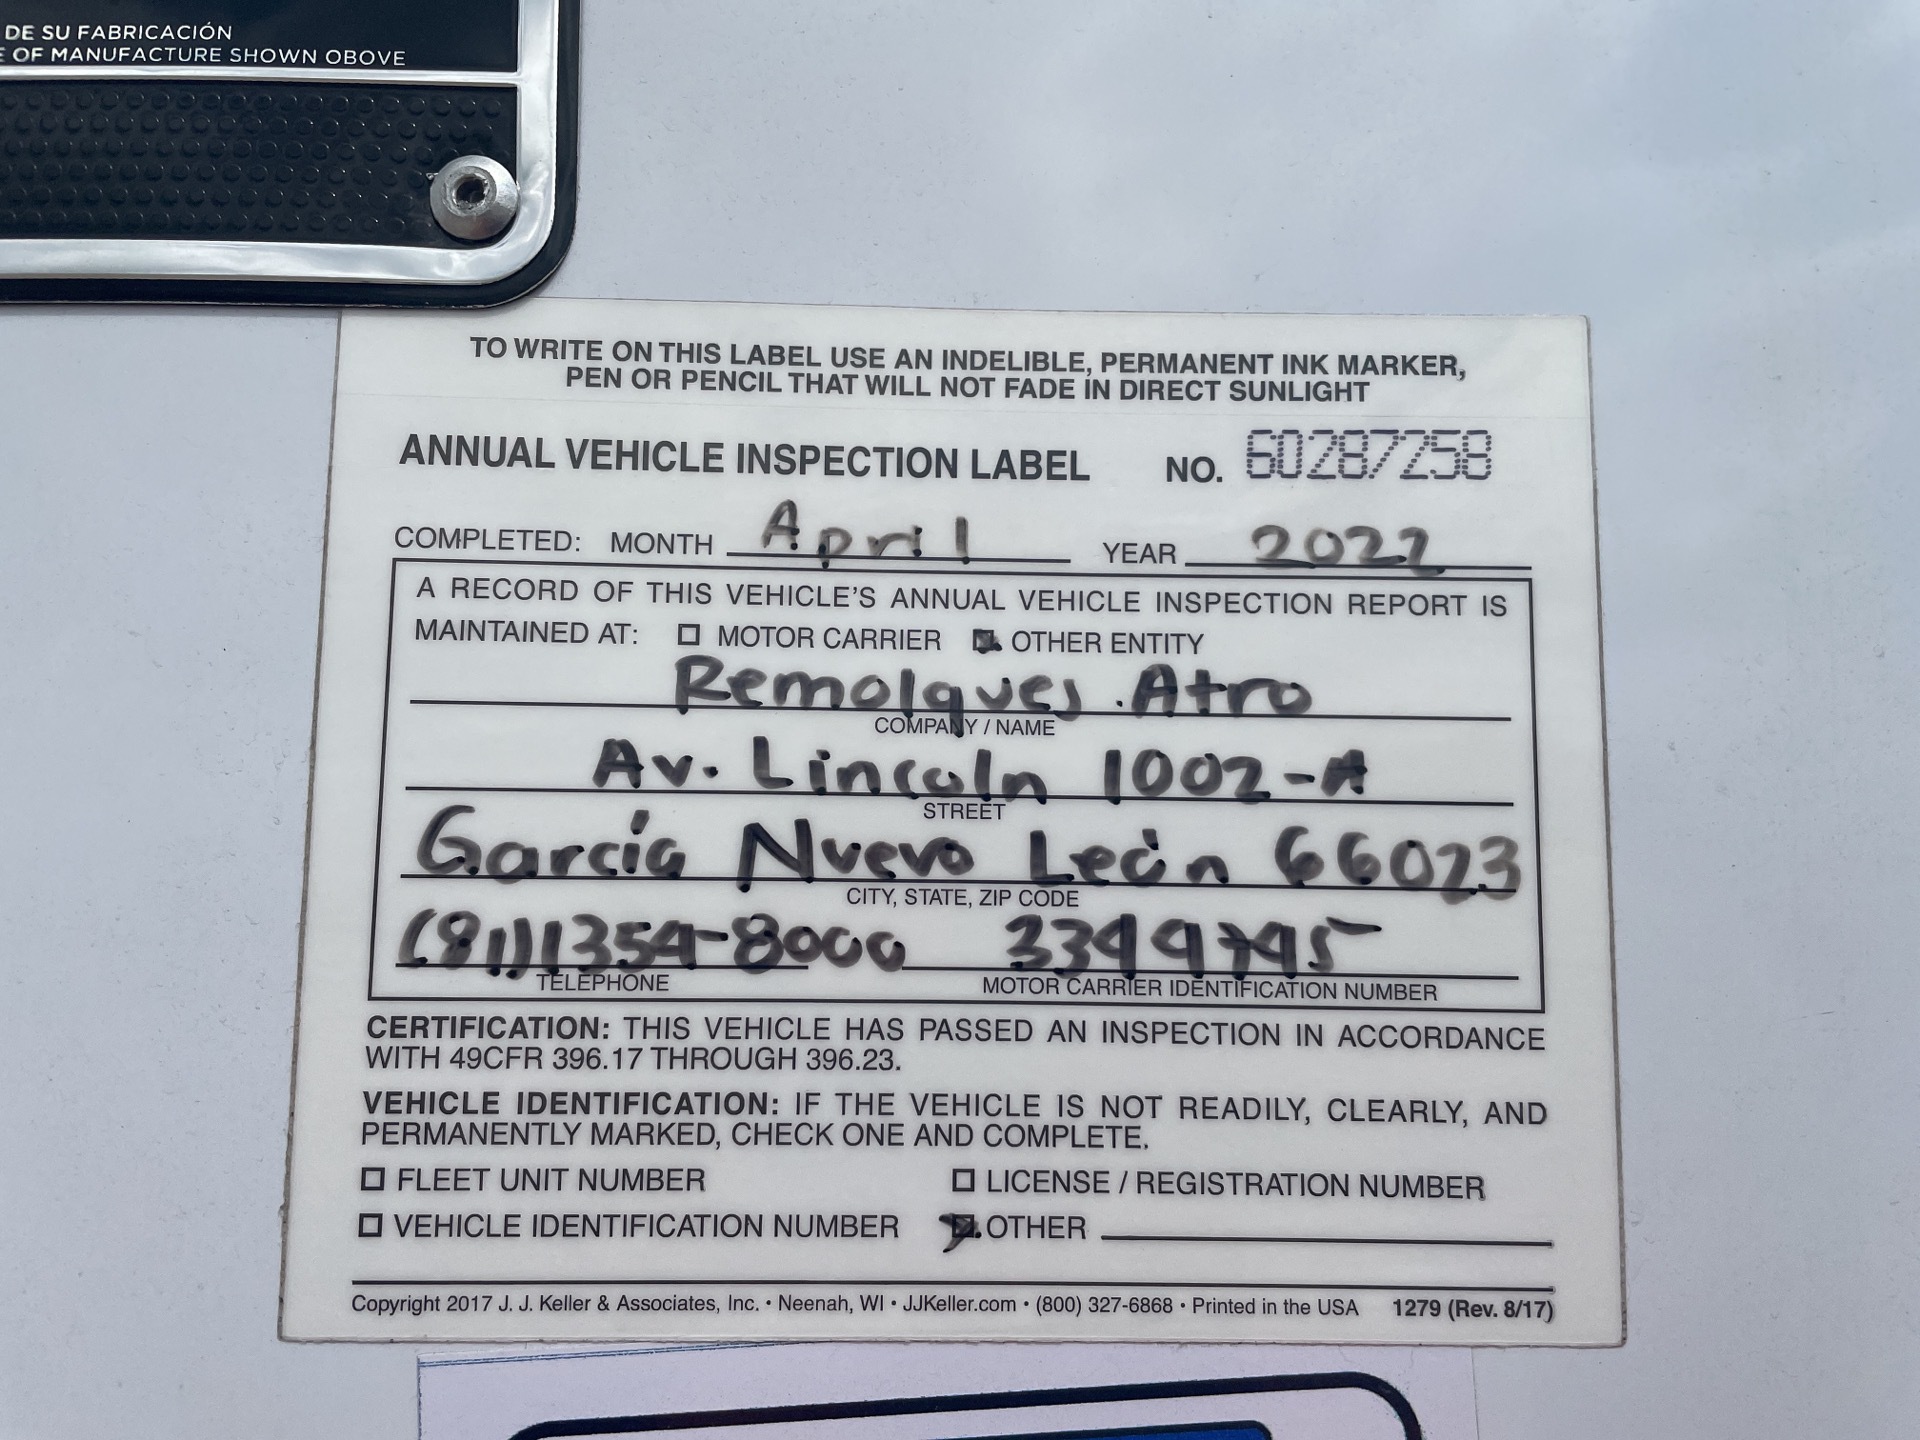 DE SU FABRICACIÓN
E OF MANUFACTURE SHOWN OBOVE
TO WRITE ON THIS LABEL USE AN INDELIBLE, PERMANENT INK MARKER,
PEN OR PENCIL THAT WILL NOT FADE IN DIRECT SUNLIGHT
ANNUAL VEHICLE INSPECTION LABEL NO. 60287258
COMPLETED: MONTH April YEAR 2022
A RECORD OF THIS VEHICLE'S ANNUAL VEHICLE INSPECTION REPORT IS
MAINTAINED AT: MOTOR CARRIER OTHER ENTITY
Remolques Atro
COMPANY / NAME
Av. Lincoln 1002-A
STREET
García Nuevo León 66023
CITY, STATE, ZIP CODE
(81)1354-8000 3344745
TELEPHONE MOTOR CARRIER IDENTIFICATION NUMBER
CERTIFICATION: THIS VEHICLE HAS PASSED AN INSPECTION IN ACCORDANCE
WITH 49CFR 396.17 THROUGH 396.23.
VEHICLE IDENTIFICATION: IF THE VEHICLE IS NOT READILY, CLEARLY, AND
PERMANENTLY MARKED, CHECK ONE AND COMPLETE.
FLEET UNIT NUMBER LICENSE / REGISTRATION NUMBER
VEHICLE IDENTIFICATION NUMBER OTHER
Copyright 2017 J. J. Keller & Associates, Inc. • Neenah, WI • JJKeller.com • (800) 327-6868 • Printed in the USA 1279 (Rev. 8/17)